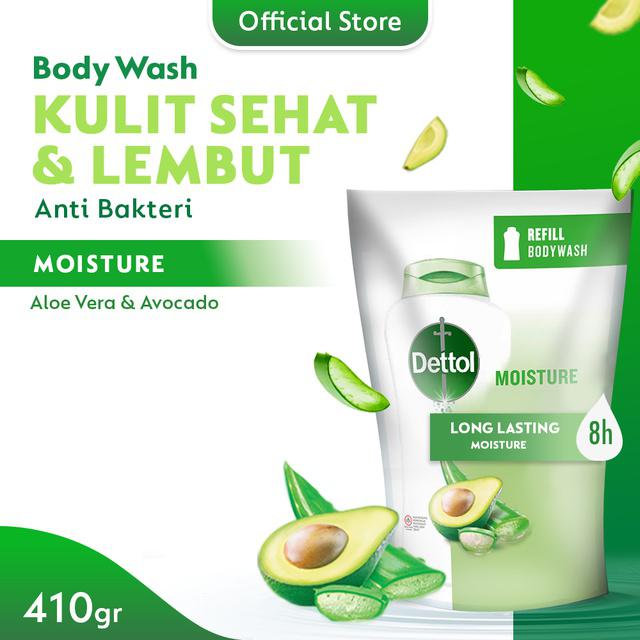 Official Store
Body Wash
KULIT SEHAT
& LEMBUT
Anti Bakteri
MOISTURE
Aloe Vera & Avocado
REFILL
BODYWASH
Dettol
MOISTURE
LONG LASTING
MOISTURE
8h
410gr